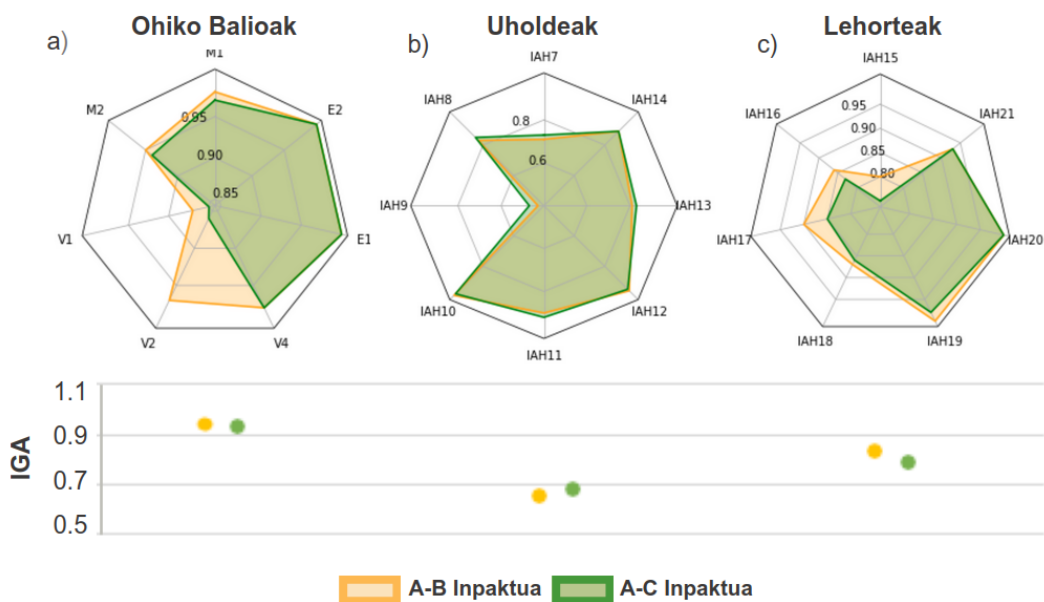 Ohiko Balioak
Uholdeak
Lehorteak
a)
M1
M2
E2
0.95
0.90
0.85
V1
E1
V2
V4
b)
IAH7
IAH8
IAH14
0.8
0.6
IAH9
IAH13
IAH10
IAH12
IAH11
c)
IAH15
IAH16
IAH21
0.95
0.90
0.85
0.80
IAH17
IAH20
IAH18
IAH19
IGA
1.1
0.9
0.7
0.5
A-B Inpaktua
A-C Inpaktua